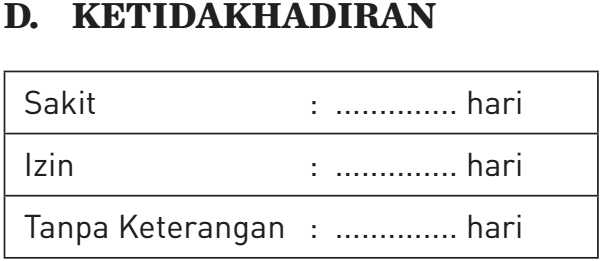 D. KETIDAKHADIRAN
Sakit : .............. hari
Izin : .............. hari
Tanpa Keterangan : .............. hari